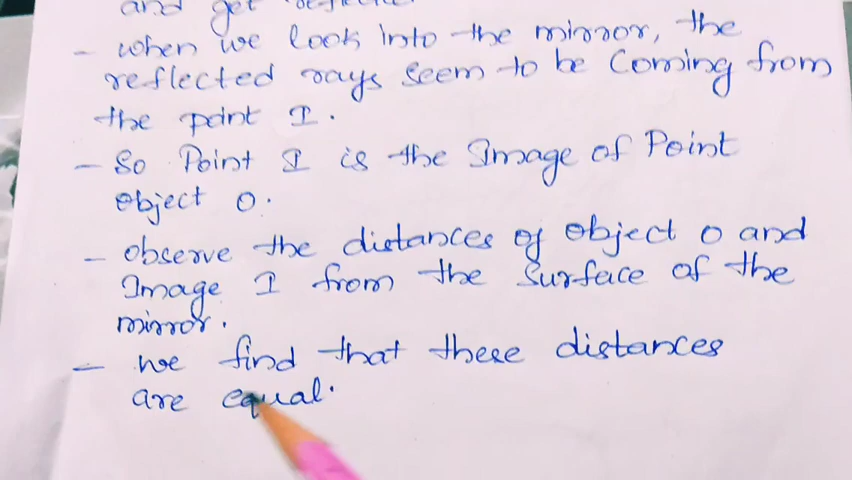 and get
- when we look into the mirror, the
reflected rays seem to be Coming from
the point I.
- So Point I is the Image of Point
object O.
- observe the distances of object O and
Image I from the surface of the
mirror.
- we find that these distances
are equal.